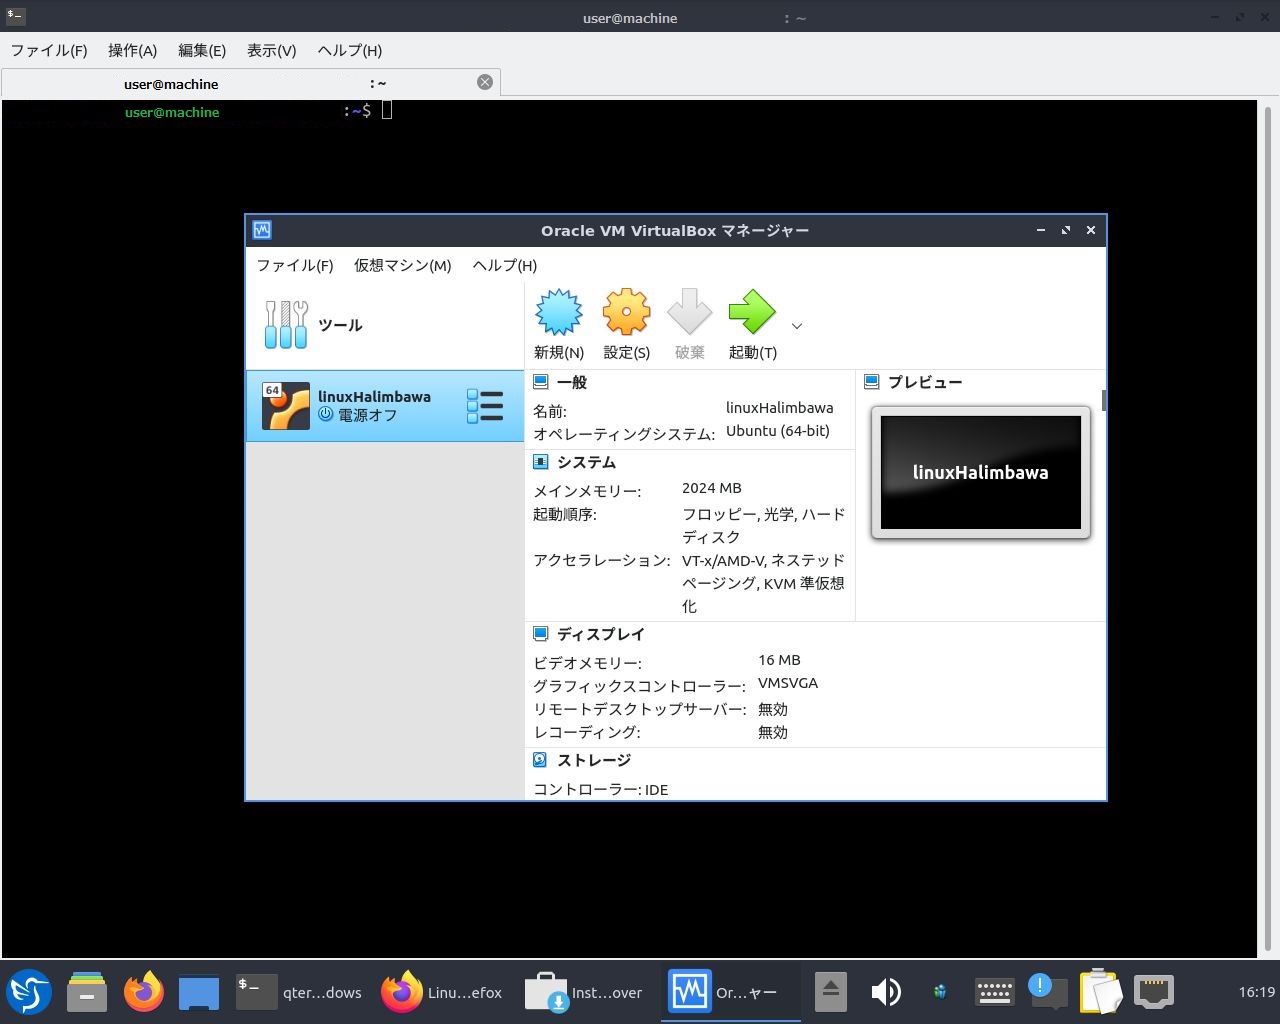 user@machine : ~
ファイル(F) 操作(A) 編集(E) 表示(V) ヘルプ(H)
user@machine :~
user@machine :~$
Oracle VM VirtualBox マネージャー
ファイル(F) 仮想マシン(M) ヘルプ(H)
ツール
新規(N) 設定(S) 破棄 起動(T)
64
linuxHalimbawa
電源オフ
一般
名前: linuxHalimbawa
オペレーティングシステム: Ubuntu (64-bit)
システム
メインメモリー: 2024 MB
起動順序: フロッピー, 光学, ハード
ディスク
アクセラレーション: VT-x/AMD-V, ネステッド
ページング, KVM 準仮想
化
プレビュー
linuxHalimbawa
ディスプレイ
ビデオメモリー: 16 MB
グラフィックスコントローラー: VMSVGA
リモートデスクトップサーバー: 無効
レコーディング: 無効
ストレージ
コントローラー: IDE
qter…dows Linu…efox Inst…over Or…ャー 16:19